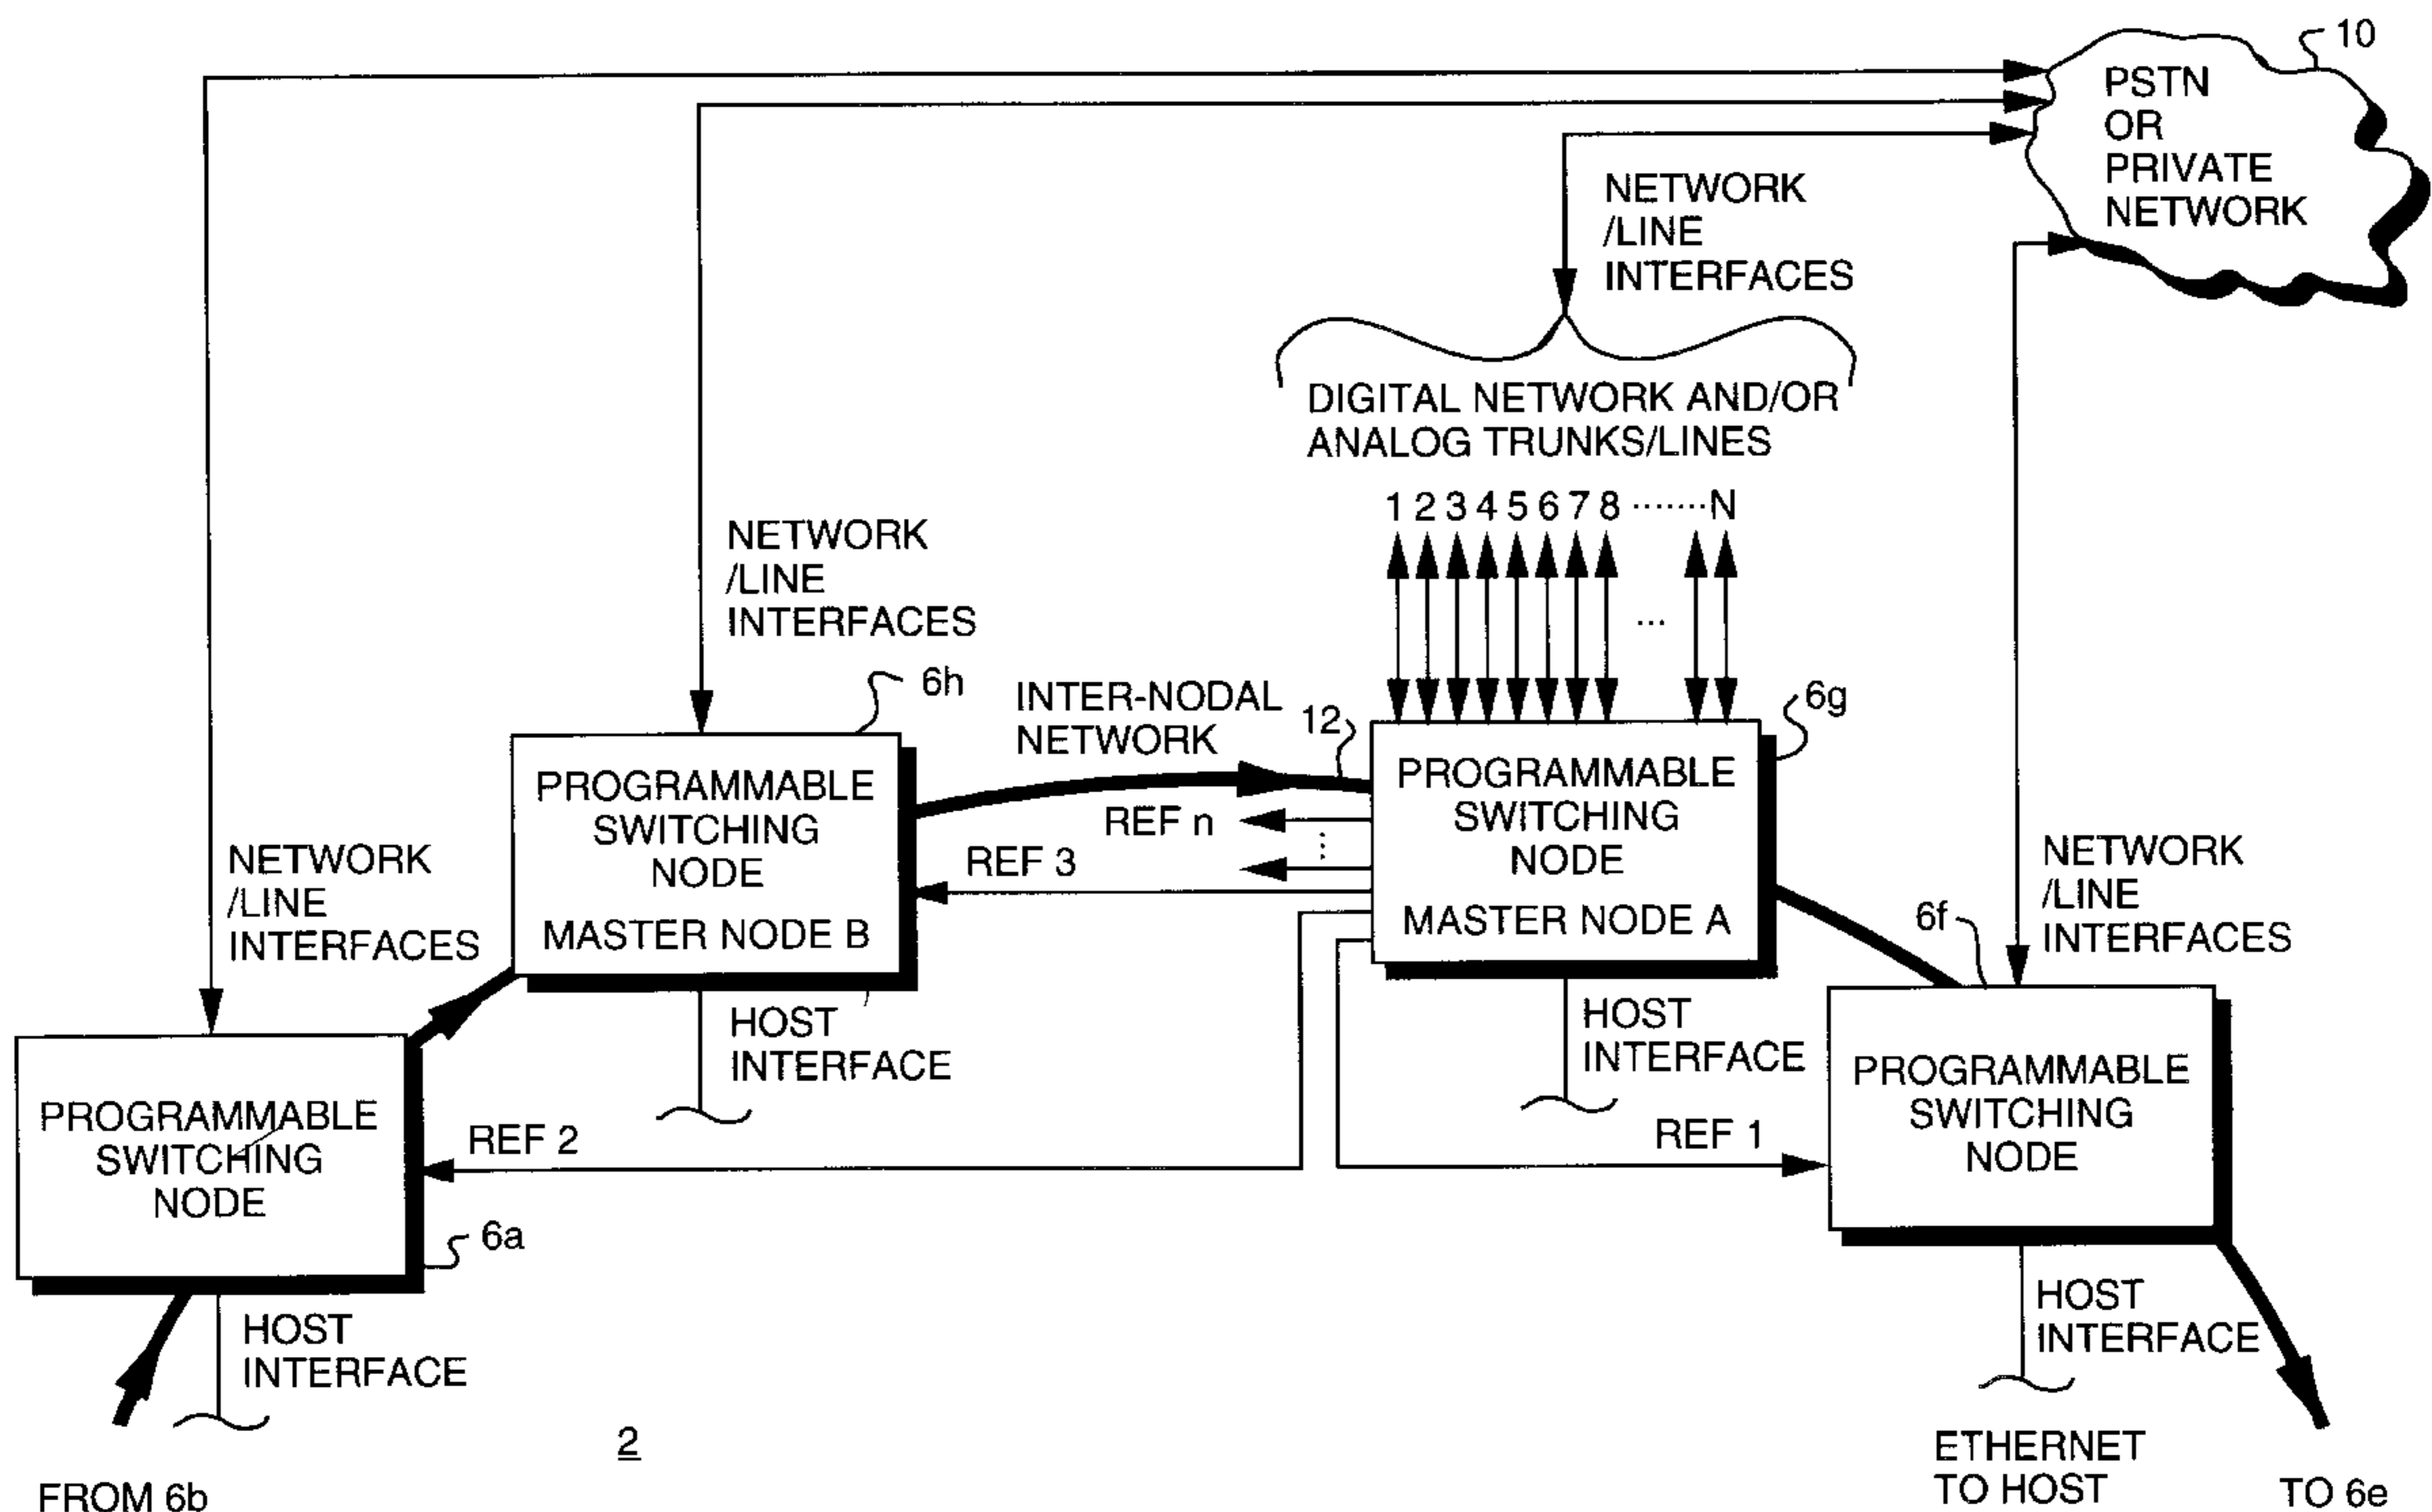 10
PSTN
OR
PRIVATE
NETWORK
NETWORK
/LINE
INTERFACES
DIGITAL NETWORK AND/OR
ANALOG TRUNKS/LINES
1 2 3 4 5 6 7 8 ....... N
...
NETWORK
/LINE
INTERFACES
6h
INTER-NODAL
NETWORK
12
6g
PROGRAMMABLE
SWITCHING
NODE
MASTER NODE B
REF n
REF 3
PROGRAMMABLE
SWITCHING
NODE
MASTER NODE A
NETWORK
/LINE
INTERFACES
6f
NETWORK
/LINE
INTERFACES
HOST
INTERFACE
HOST
INTERFACE
PROGRAMMABLE
SWITCHING
NODE
REF 2
REF 1
PROGRAMMABLE
SWITCHING
NODE
6a
HOST
INTERFACE
HOST
INTERFACE
2
FROM 6b
ETHERNET
TO HOST
TO 6e